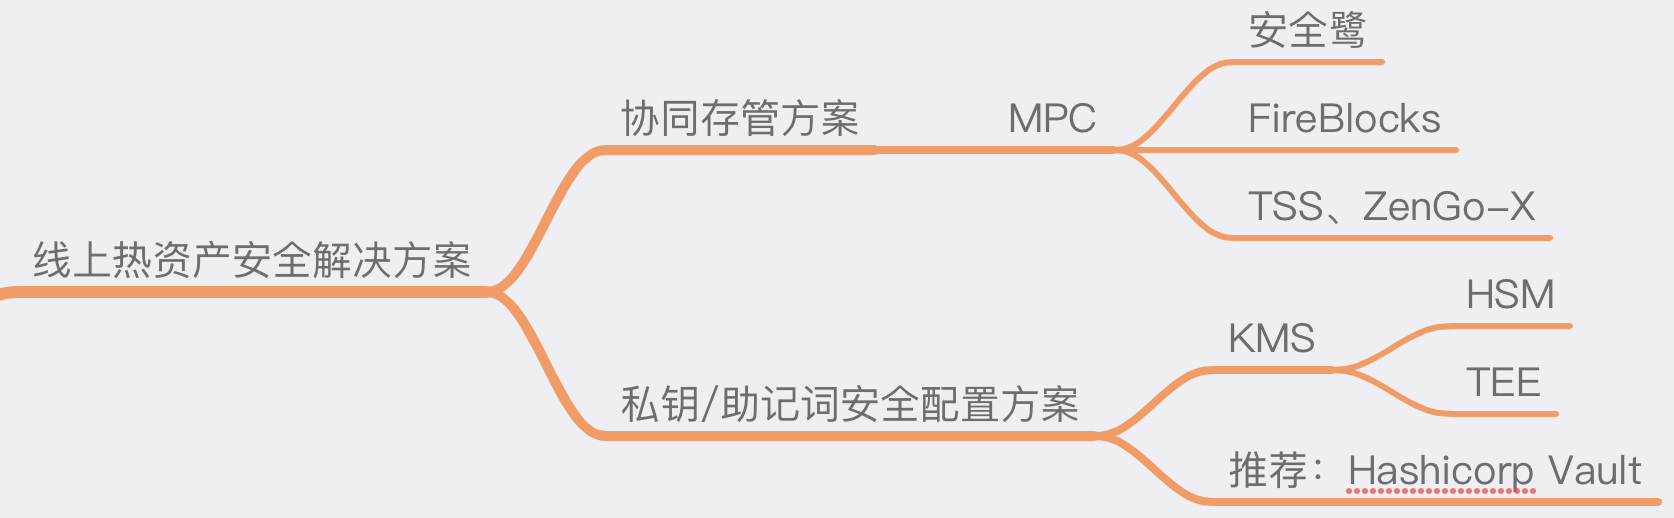 线上热资产安全解决方案
协同存管方案
MPC
安全鹭
FireBlocks
TSS、ZenGo-X
私钥/助记词安全配置方案
KMS
HSM
TEE
推荐：Hashicorp Vault